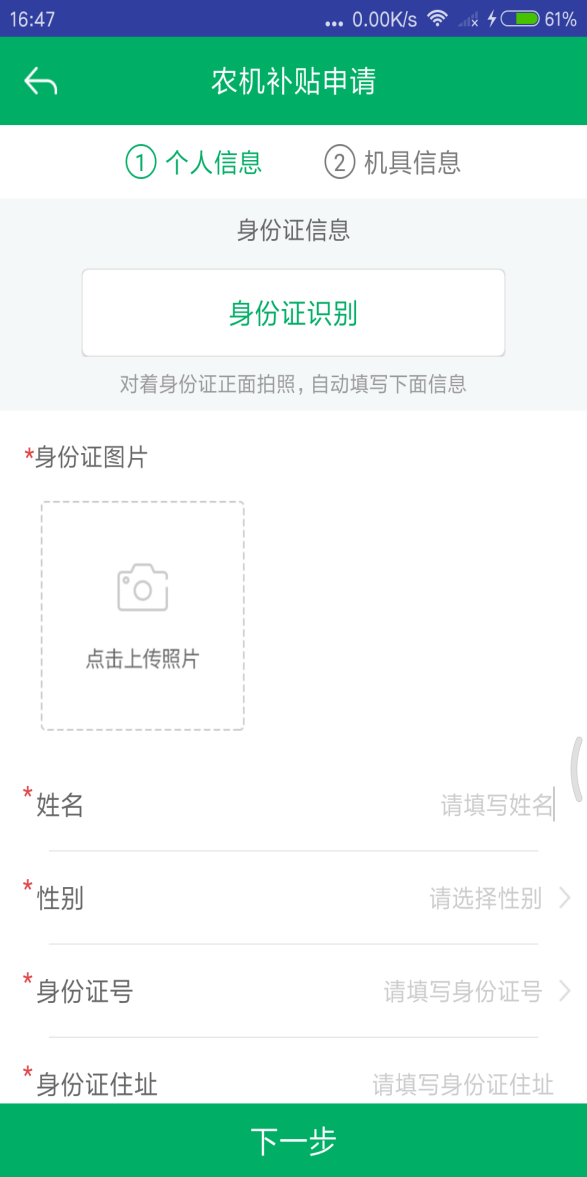 16:47 ... 0.00K/s 61%
农机补贴申请
1 个人信息 2 机具信息
身份证信息
身份证识别
对着身份证正面拍照，自动填写下面信息
*身份证图片
点击上传照片
*姓名 请填写姓名
*性别 请选择性别
*身份证号 请填写身份证号
*身份证住址 请填写身份证住址
下一步